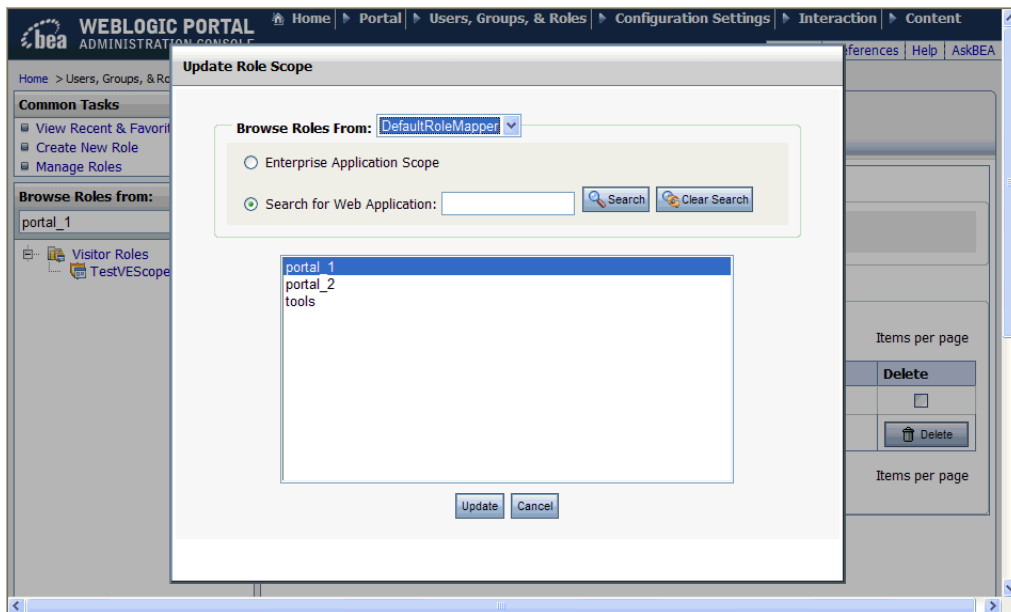 bea WEBLOGIC PORTAL
ADMINISTRATION CONSOLE
Home Portal Users, Groups, & Roles Configuration Settings Interaction Content
Help AskBEA
Home > Users, Groups, &
Update Role Scope
Common Tasks
View Recent &
Create New Role
Manage Roles
Browse Roles from:
portal_1
Visitor Roles
TestVEScope
Browse Roles From: DefaultRoleMapper
Enterprise Application Scope
Search for Web Application: Search Clear Search
portal_1
portal_2
tools
Update Cancel
Items per page
Delete
Delete
Items per page